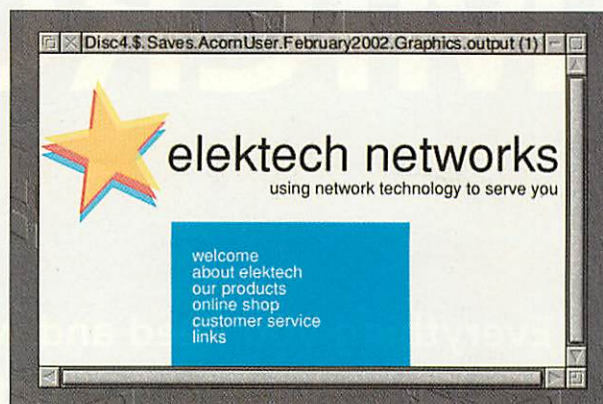 Disc4.$.Saves.AcornUser.February2002.Graphics.output (1)
elektech networks
using network technology to serve you
welcome
about elektech
our products
online shop
customer service
links